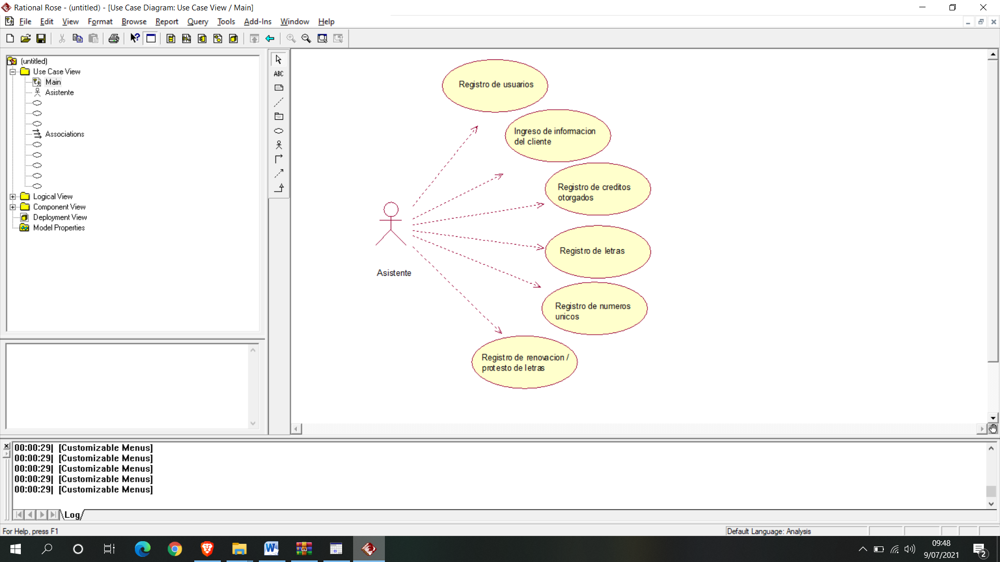 Rational Rose - (untitled) - [Use Case Diagram: Use Case View / Main]
File Edit View Format Browse Report Query Tools Add-Ins Window Help
(untitled)
Use Case View
Main
Asistente
Associations
Logical View
Component View
Deployment View
Model Properties
ABC
Registro de usuarios
Ingreso de informacion
del cliente
Registro de creditos
otorgados
Registro de letras
Registro de numeros
unicos
Registro de renovacion /
protesto de letras
Asistente
00:00:29| [Customizable Menus]
00:00:29| [Customizable Menus]
00:00:29| [Customizable Menus]
00:00:29| [Customizable Menus]
00:00:29| [Customizable Menus]
Log
For Help, press F1
Default Language: Analysis
09:48
9/07/2021
2